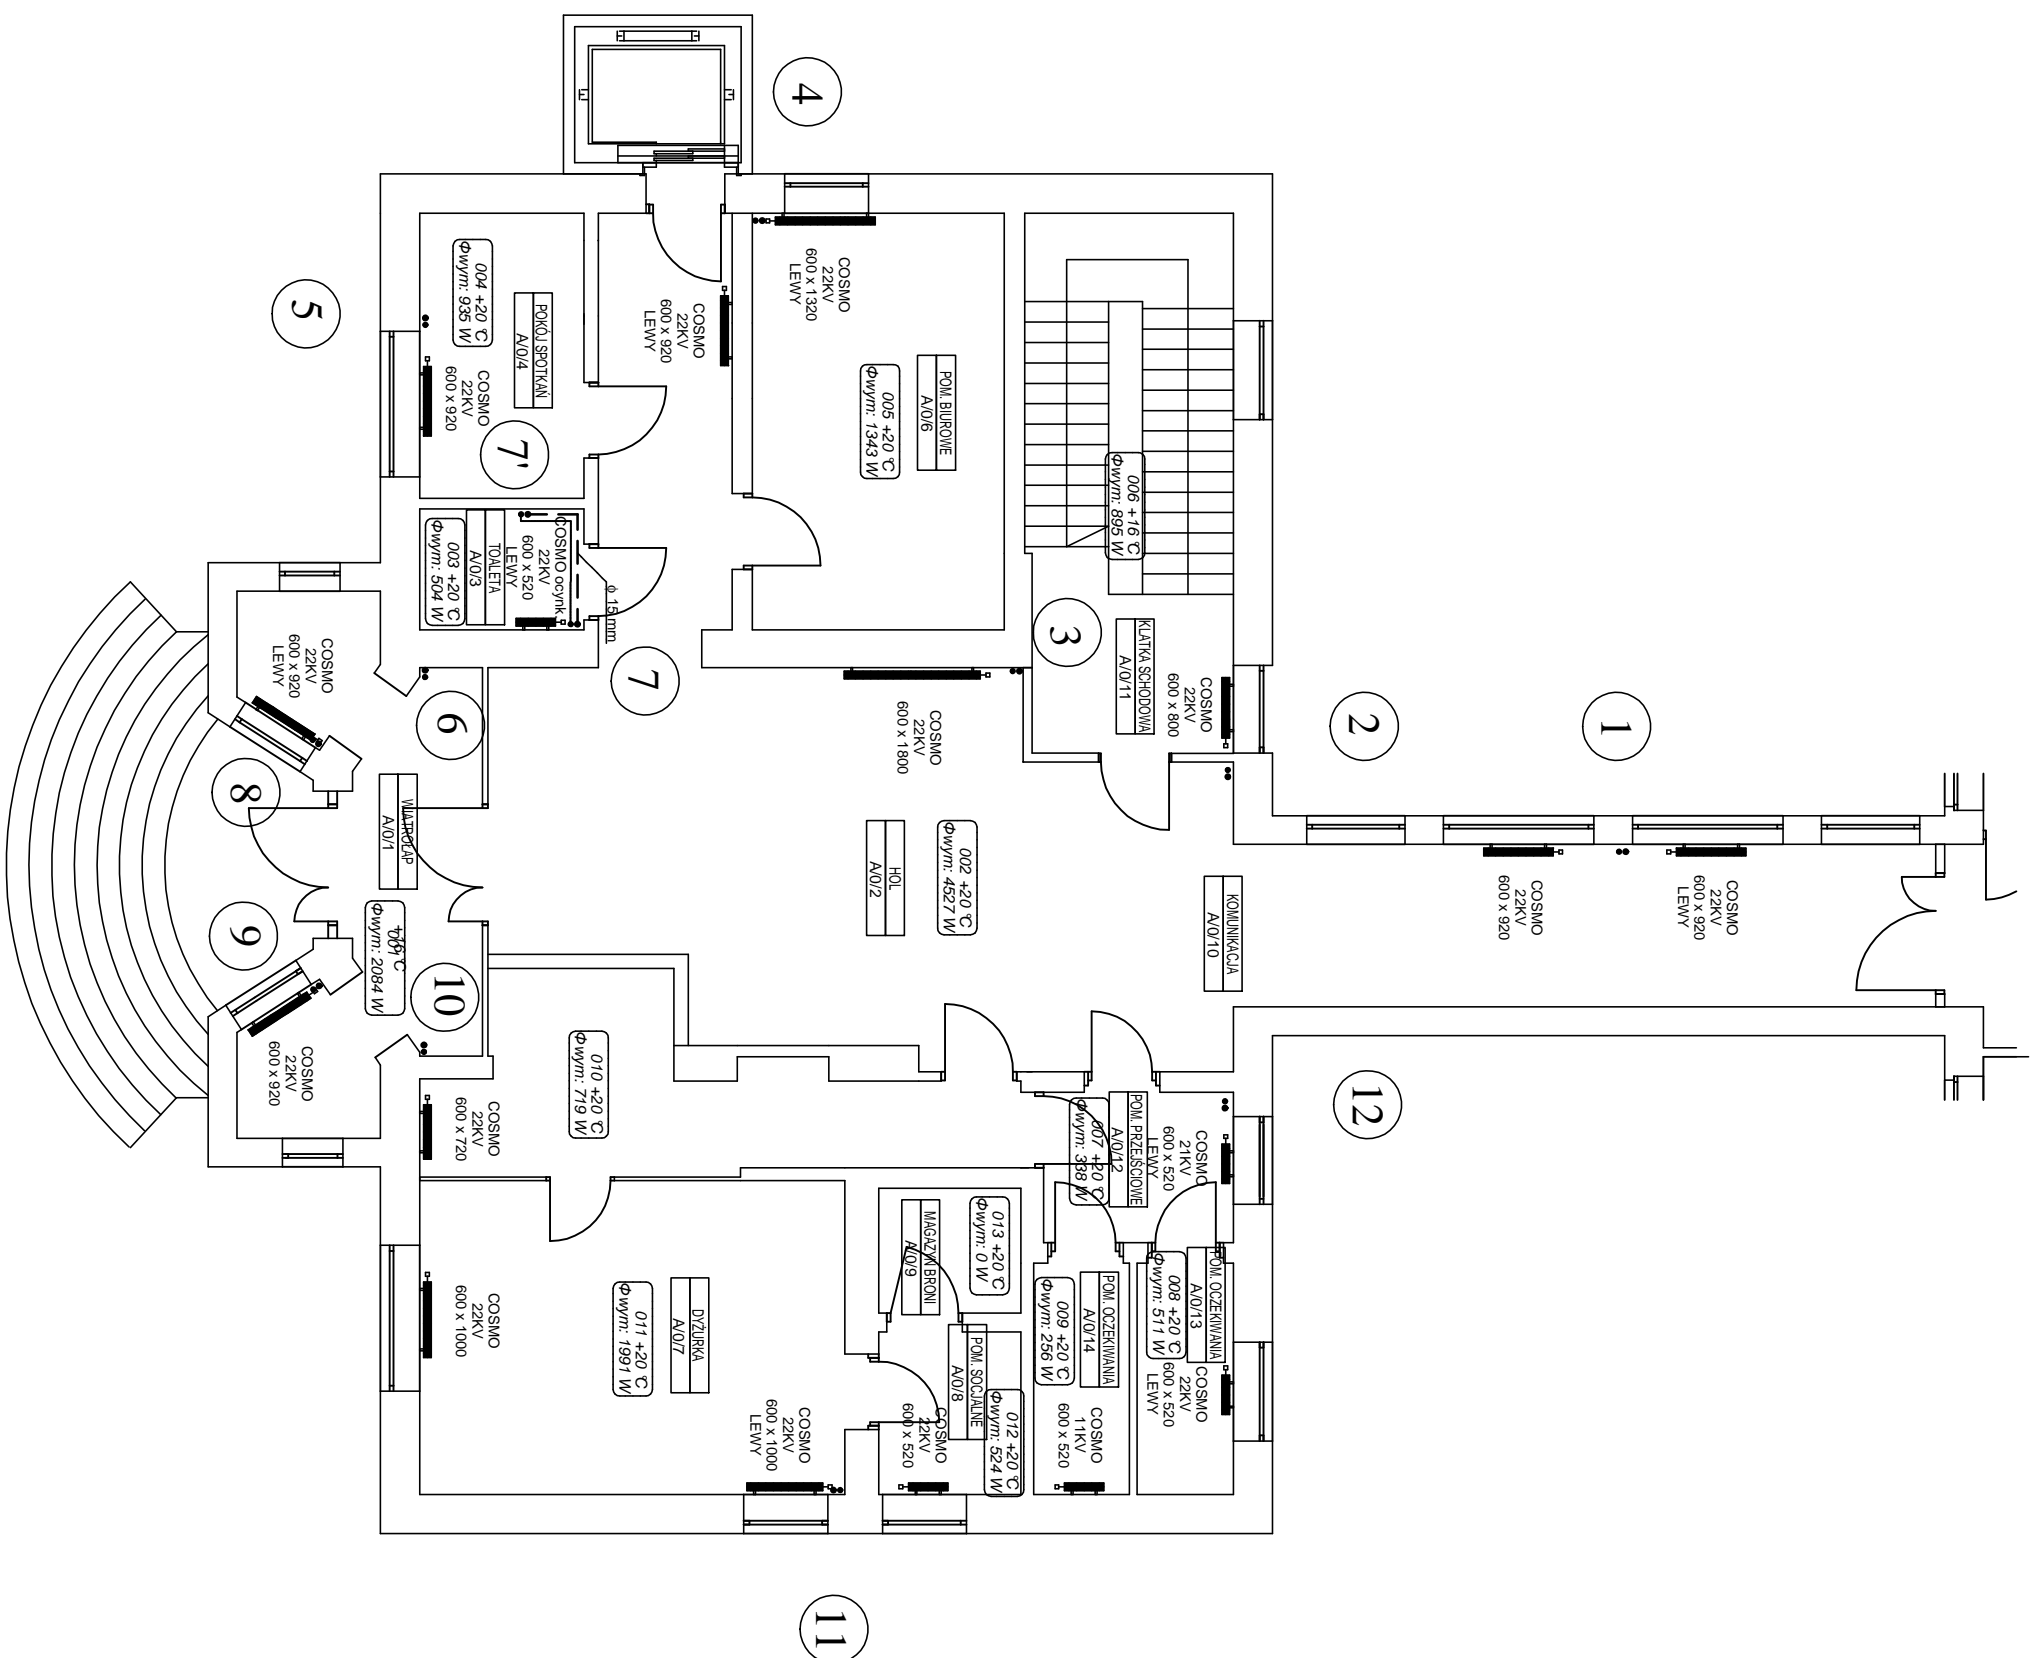 4
5
004 +20 ℃
Φwym: 935 W
POKÓJ SPOTKAŃ
A/0/4
COSMO
22KV
600 x 920
7'
COSMO
22KV
600 x 920
LEWY
COSMO
22KV
600 x 1320
LEWY
POM. BIUROWE
A/0/6
005 +20 ℃
Φwym: 1343 W
006 +16 ℃
Φwym: 895 W
COSMO ocynk
22KV
600 x 520
LEWY
TOALETA
A/0/3
003 +20 ℃
Φwym: 504 W
ϕ 15 mm
7
3
KLATKA SCHODOWA
A/0/11
COSMO
22KV
600 x 800
2
1
COSMO
22KV
600 x 920
LEWY
6
8
COSMO
22KV
600 x 1800
WIATROŁAP
A/0/1
HOL
A/0/2
002 +20 ℃
Φwym: 4527 W
KOMUNIKACJA
A/0/10
COSMO
22KV
600 x 920
COSMO
22KV
600 x 920
LEWY
9
001
+16 ℃
Φwym: 2084 W
10
COSMO
22KV
600 x 920
COSMO
22KV
600 x 720
010 +20 ℃
Φwym: 719 W
POM. PRZEJŚCIOWE
A/0/12
007 +20 ℃
Φwym: 338 W
COSMO
21KV
600 x 520
LEWY
12
COSMO
22KV
600 x 1000
011 +20 ℃
Φwym: 1991 W
DYŻURKA
A/0/7
MAGAZYN BRONI
A/0/9
013 +20 ℃
Φwym: 0 W
POM. OCZEKIWANIA
A/0/14
009 +20 ℃
Φwym: 256 W
POM. OCZEKIWANIA
A/0/13
008 +20 ℃
Φwym: 511 W
COSMO
22KV
600 x 520
LEWY
COSMO
22KV
600 x 1000
LEWY
POM. SOCJALNE
A/0/8
COSMO
22KV
600 x 520
012 +20 ℃
Φwym: 524 W
COSMO
11KV
600 x 520
11